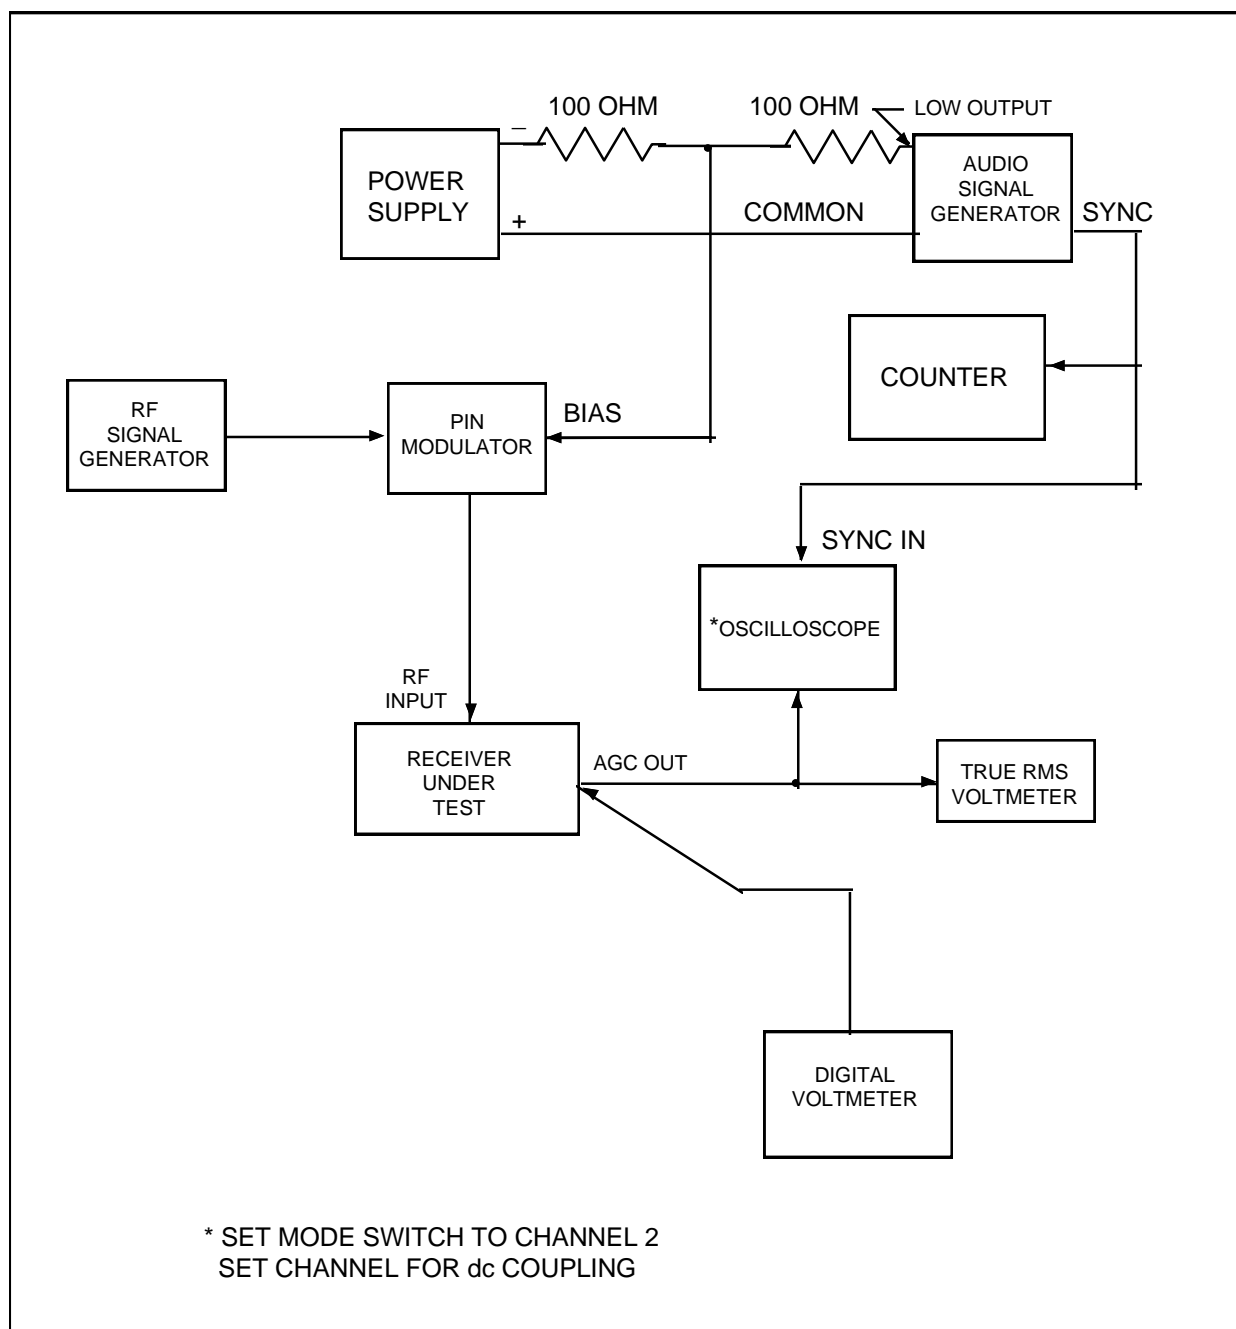 100 OHM
100 OHM
LOW OUTPUT
–
POWER
SUPPLY
+
COMMON
AUDIO
SIGNAL
GENERATOR
SYNC
COUNTER
RF
SIGNAL
GENERATOR
PIN
MODULATOR
BIAS
SYNC IN
*OSCILLOSCOPE
RF
INPUT
RECEIVER
UNDER
TEST
AGC OUT
TRUE RMS
VOLTMETER
DIGITAL
VOLTMETER
* SET MODE SWITCH TO CHANNEL 2
SET CHANNEL FOR dc COUPLING